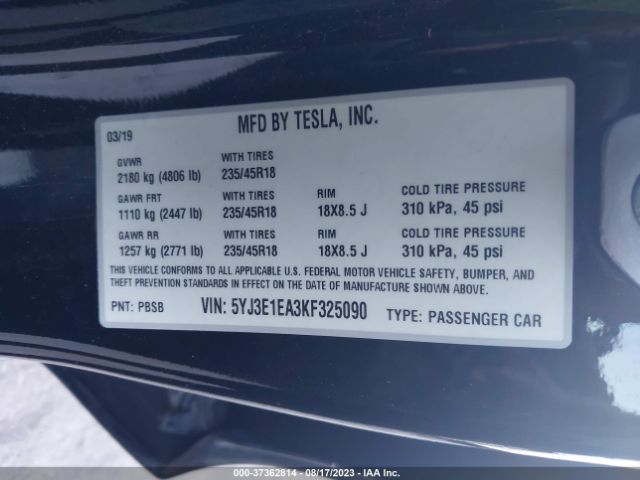 MFD BY TESLA, INC.
03/19
GVWR WITH TIRES
2180 kg (4806 lb) 235/45R18
GAWR FRT WITH TIRES RIM COLD TIRE PRESSURE
1110 kg (2447 lb) 235/45R18 18X8.5 J 310 kPa, 45 psi
GAWR RR WITH TIRES RIM COLD TIRE PRESSURE
1257 kg (2771 lb) 235/45R18 18X8.5 J 310 kPa, 45 psi
THIS VEHICLE CONFORMS TO ALL APPLICABLE U.S. FEDERAL MOTOR VEHICLE SAFETY, BUMPER, AND
THEFT PREVENTION STANDARDS IN EFFECT ON THE DATE OF MANUFACTURE SHOWN ABOVE.
PNT: PBSB VIN: 5YJ3E1EA3KF325090 TYPE: PASSENGER CAR
000-37362814 - 08/17/2023 - IAA Inc.